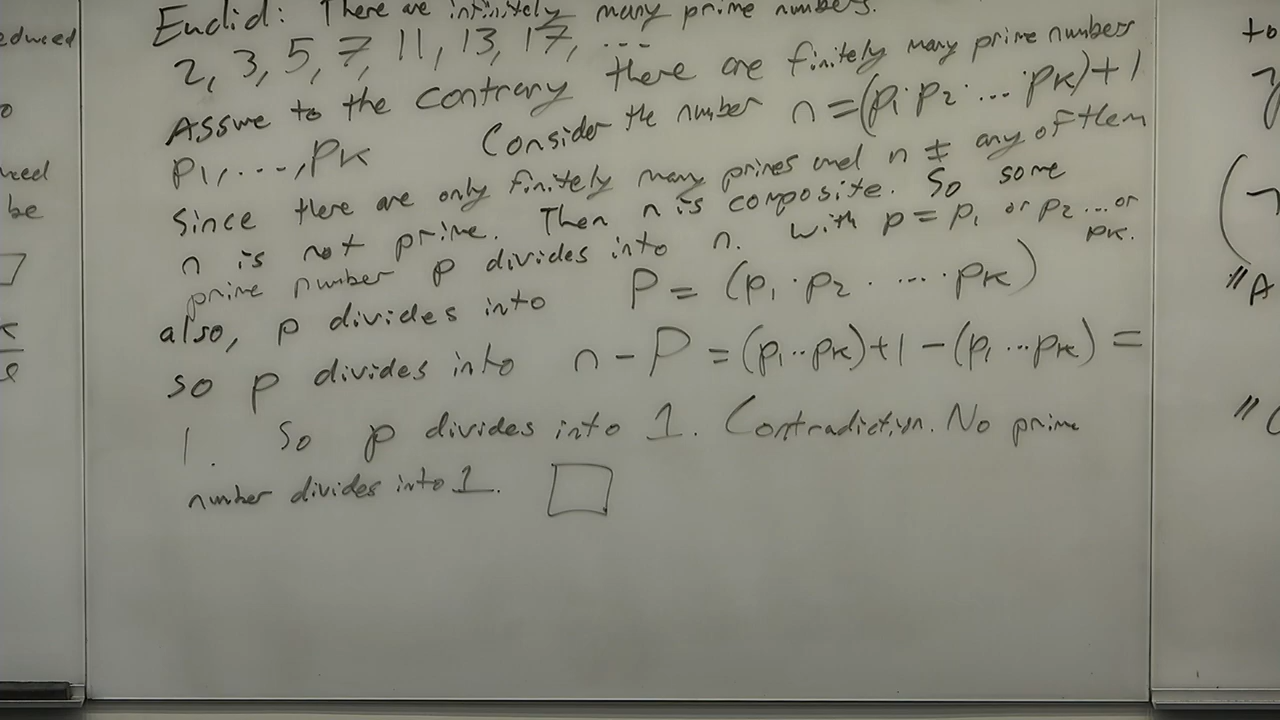 Euclid: There are infinitely many prime numbers.
2, 3, 5, 7, 11, 13, 17, ...
Assume to the contrary there are finitely many prime numbers
p1, ..., pk Consider the number n = (p1 · p2 · ... · pk) + 1
Since there are only finitely many primes and n ≠ any of them
n is not prime. Then n is composite. So some
prime number p divides into n. with p = p1 or p2 ... or pk.
also, p divides into P = (p1 · p2 · ... · pk)
so p divides into n - P = (p1 ·· pk) + 1 - (p1 ... pk) =
1. So p divides into 1. Contradiction. No prime
number divides into 1. □
educed
be
to
"A
"